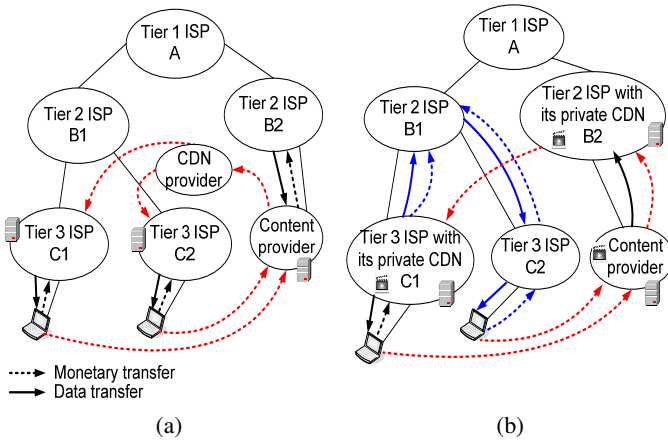 Tier 1 ISP
A
Tier 2 ISP
B1
Tier 2 ISP
B2
CDN
provider
Tier 3 ISP
C1
Tier 3 ISP
C2
Content
provider
Monetary transfer
Data transfer
(a)
Tier 1 ISP
A
Tier 2 ISP
B1
Tier 2 ISP with
its private CDN
B2
Tier 3 ISP with
its private CDN
C1
Tier 3 ISP
C2
Content
provider
(b)